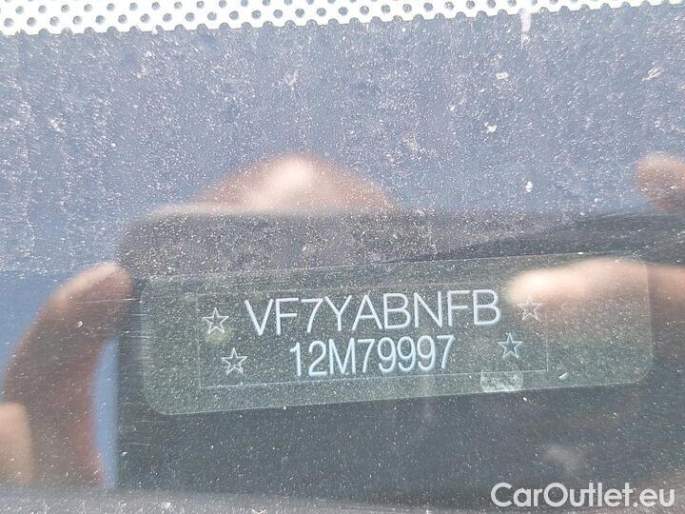 ☆ VF7YABNFB ☆
☆ 12M79997 ☆
CarOutlet.eu